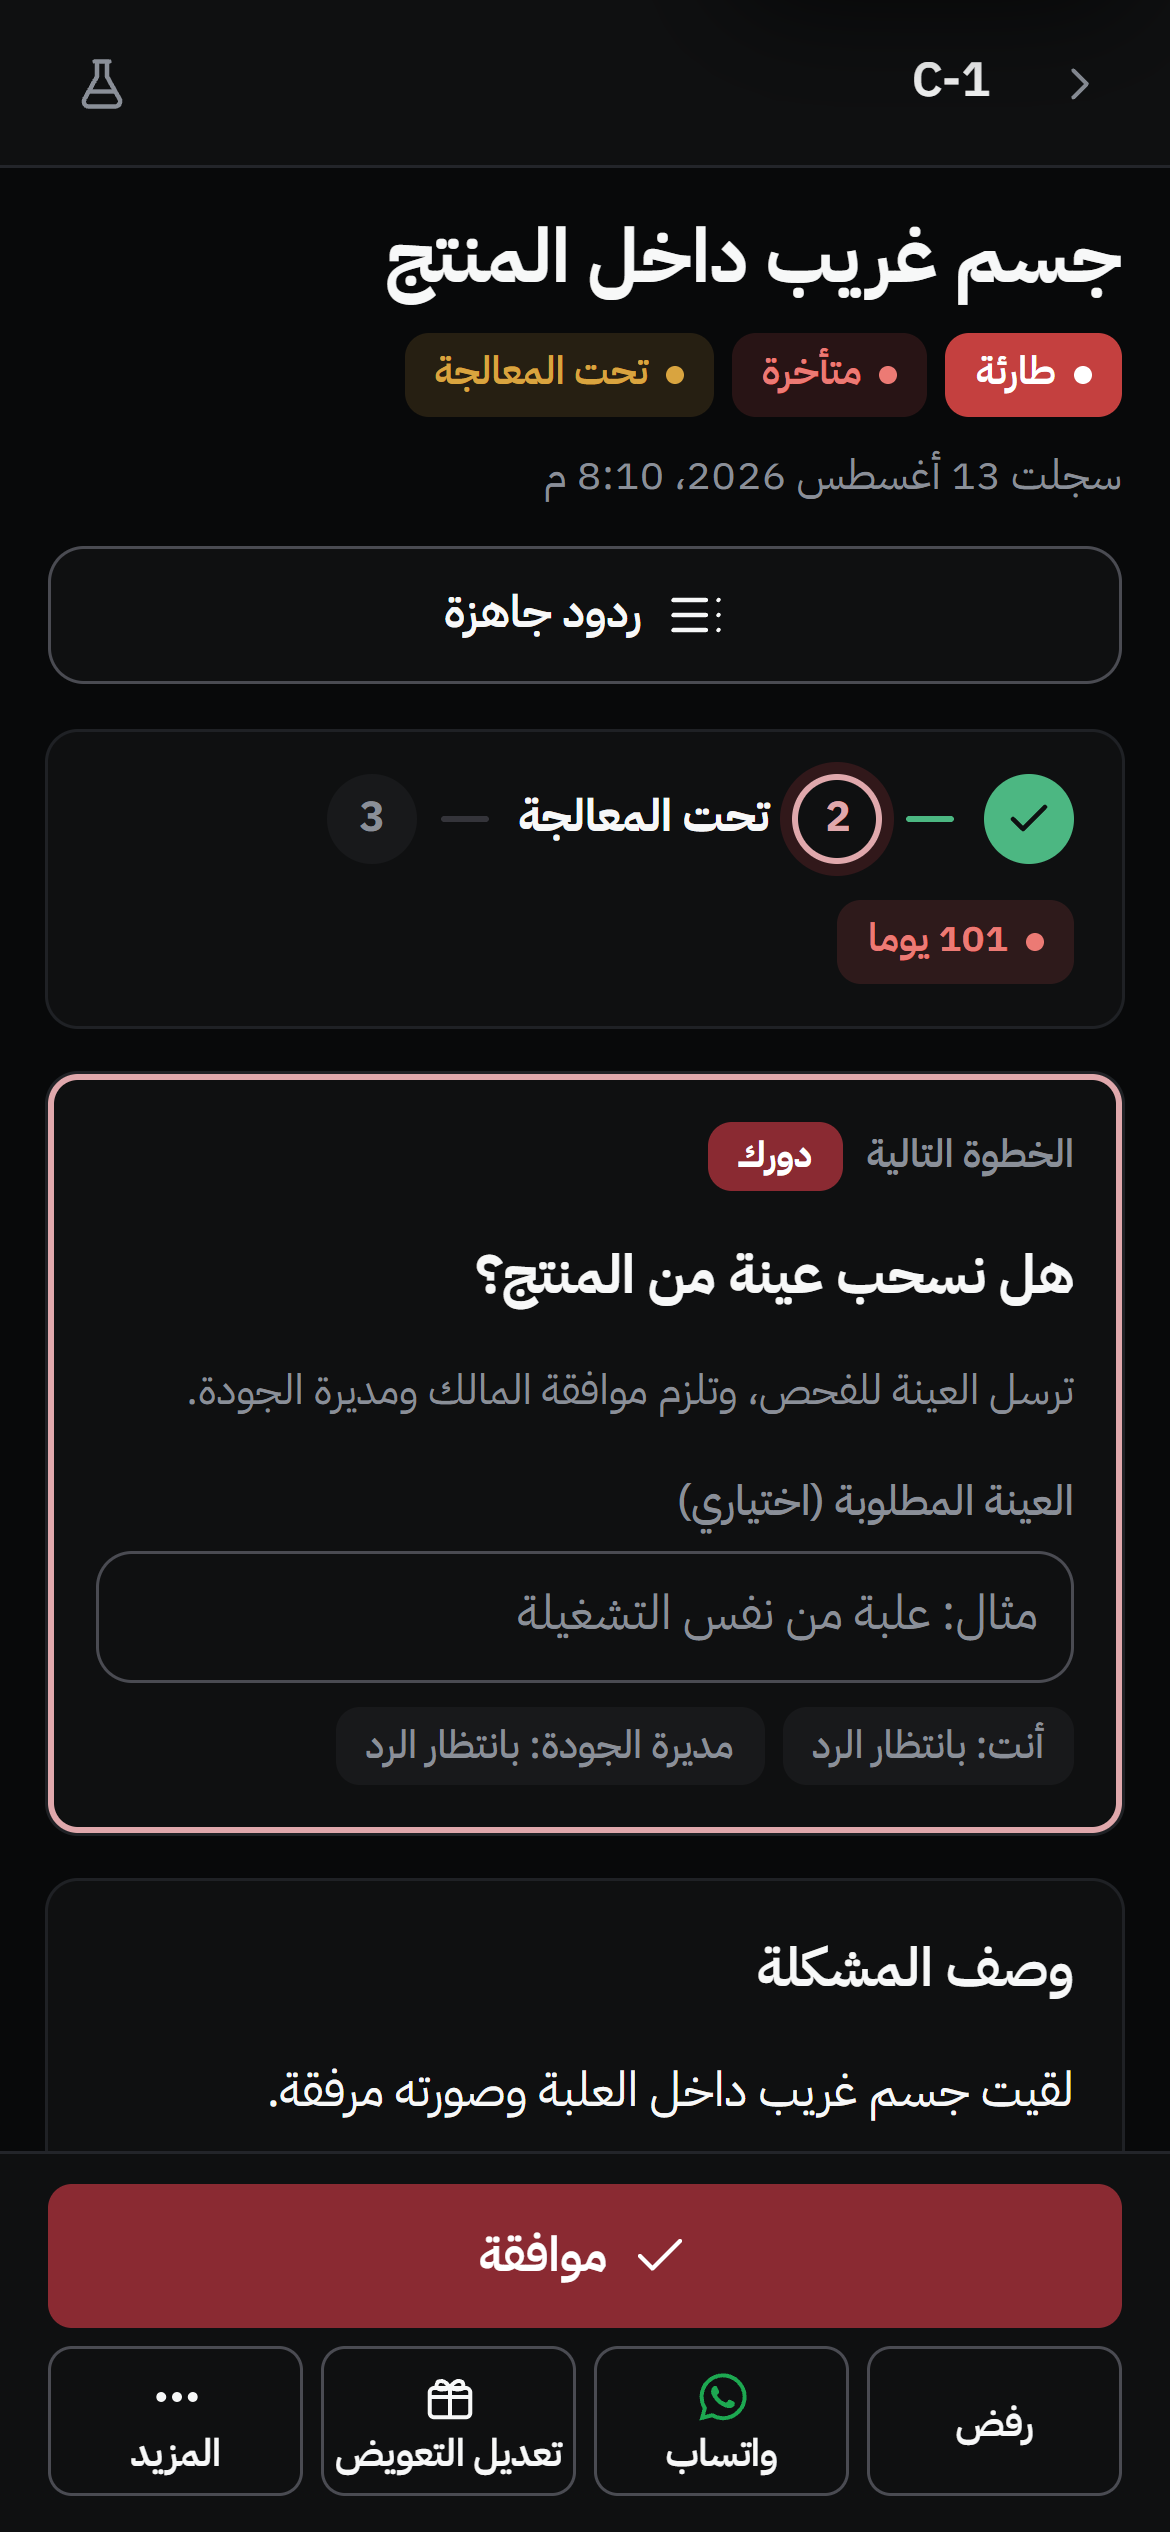 C-1
جسم غريب داخل المنتج
طارئة
متأخرة
تحت المعالجة
سجلت 13 أغسطس 2026، 8:10 م
ردود جاهزة
2
تحت المعالجة
3
101 يوما
الخطوة التالية
دورك
هل نسحب عينة من المنتج؟
ترسل العينة للفحص، وتلزم موافقة المالك ومديرة الجودة.
العينة المطلوبة (اختياري)
مثال: علبة من نفس التشغيلة
أنت: بانتظار الرد
مديرة الجودة: بانتظار الرد
وصف المشكلة
لقيت جسم غريب داخل العلبة وصورته مرفقة.
موافقة
رفض
واتساب
تعديل التعويض
المزيد